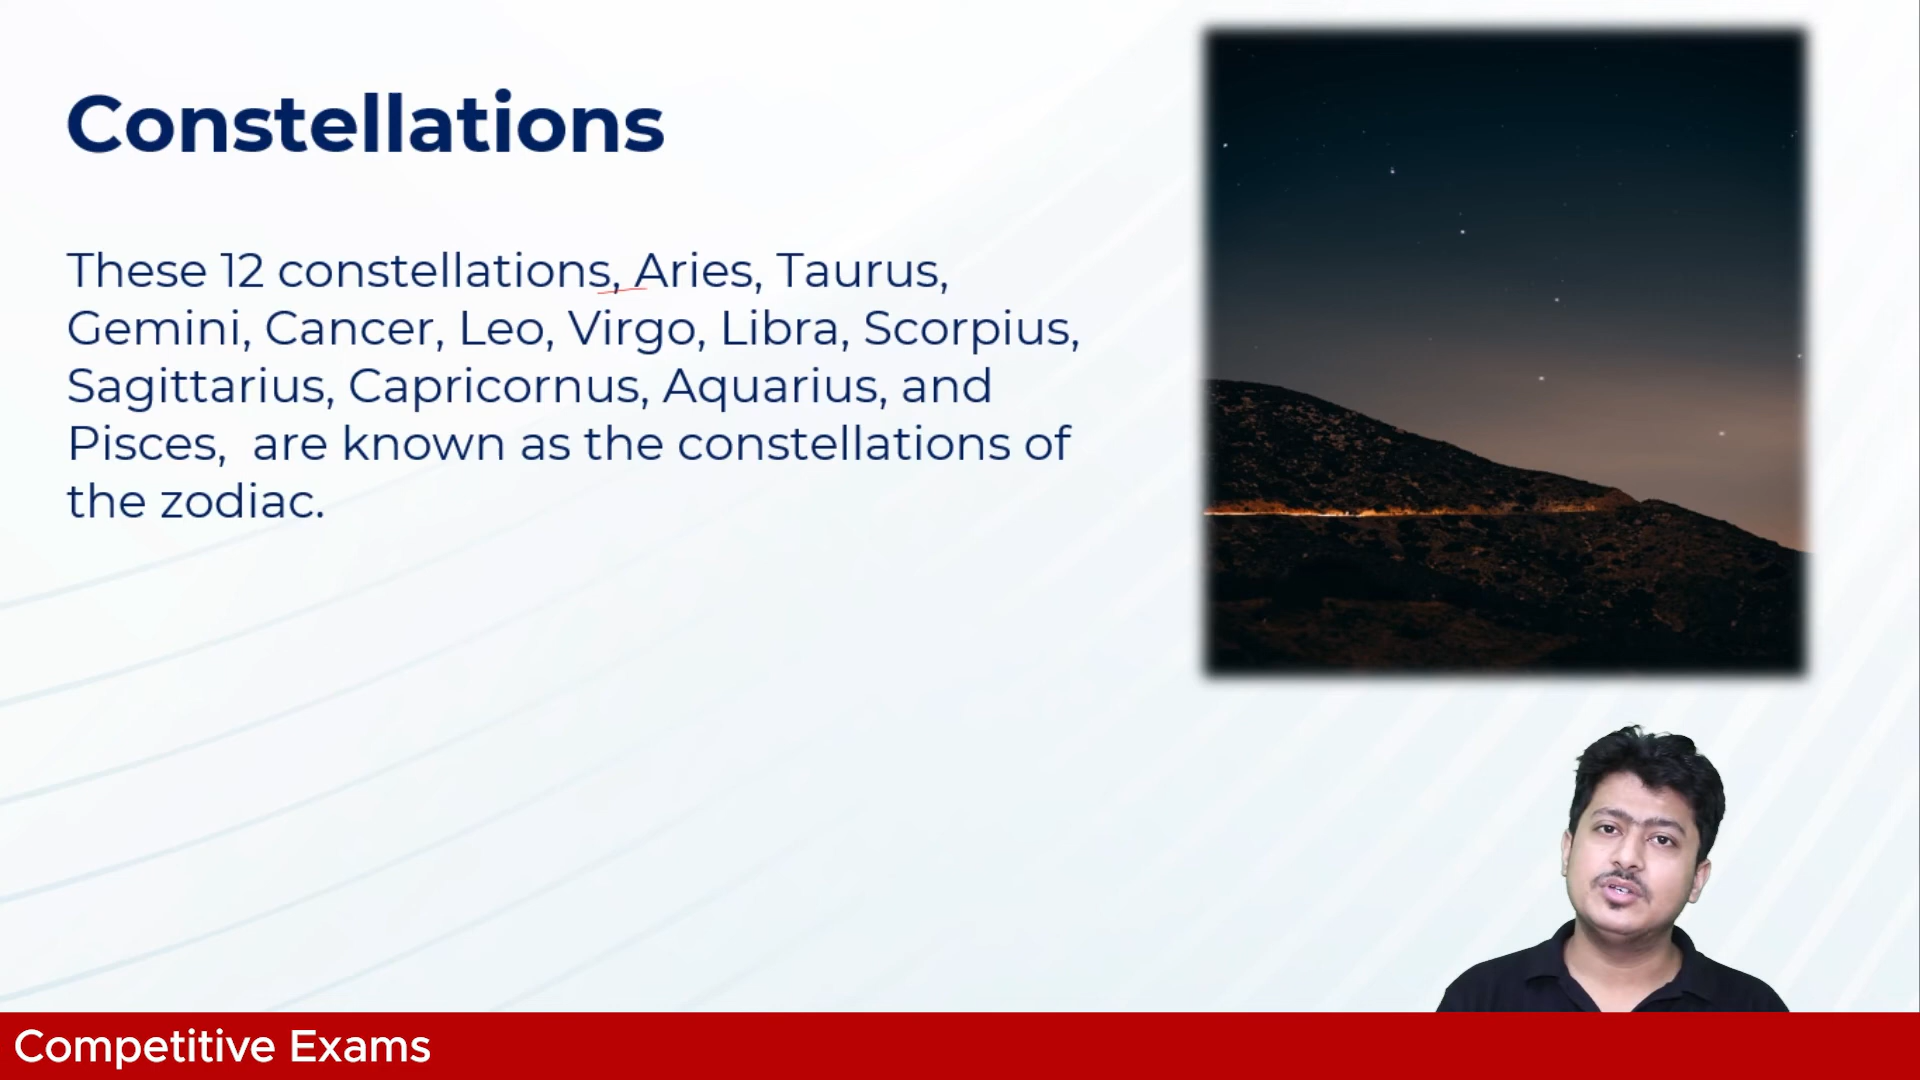 Constellations
These 12 constellations, Aries, Taurus,
Gemini, Cancer, Leo, Virgo, Libra, Scorpius,
Sagittarius, Capricornus, Aquarius, and
Pisces,  are known as the constellations of
the zodiac.
Competitive Exams